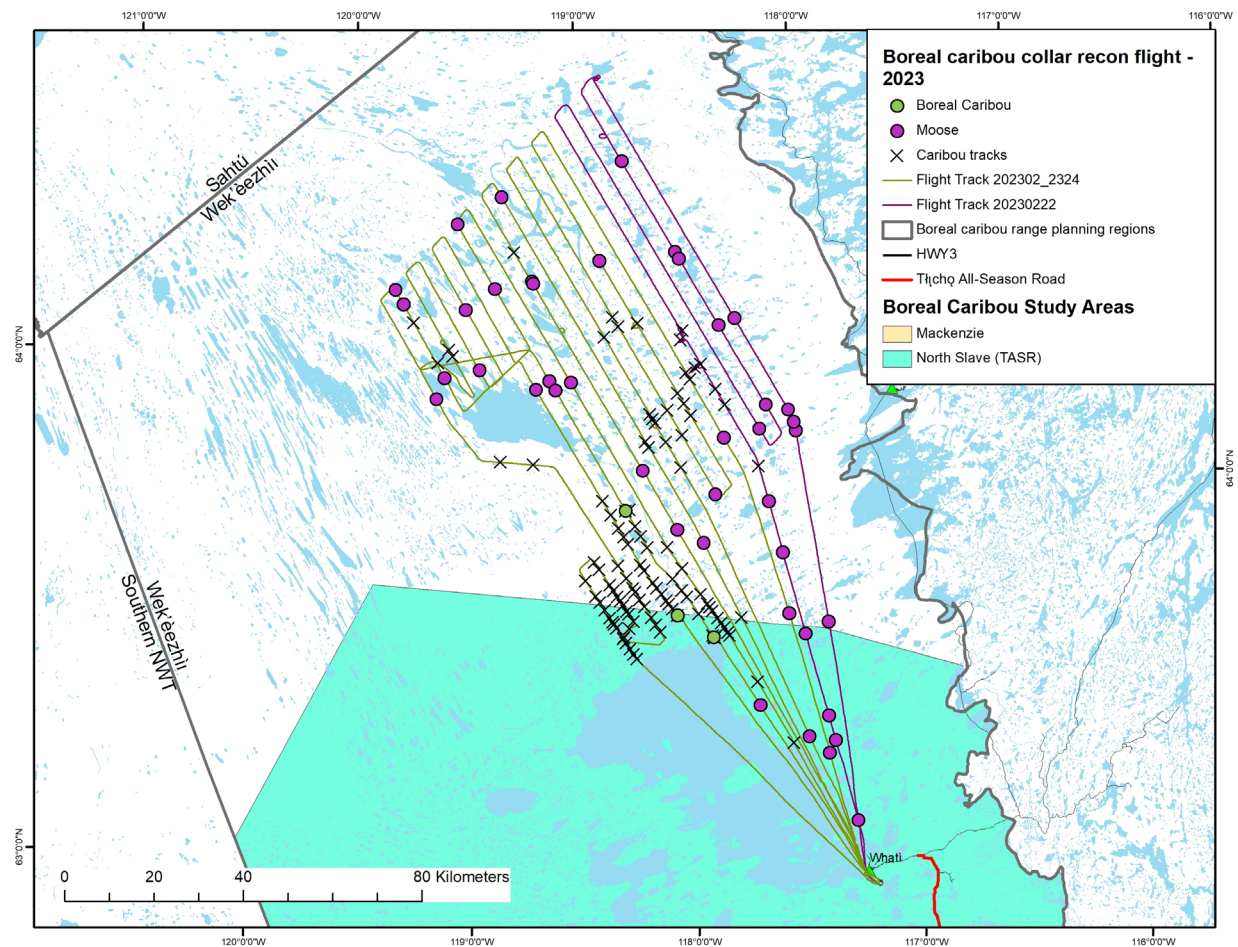 121°0'0"W
120°0'0"W
119°0'0"W
118°0'0"W
117°0'0"W
116°0'0"W
Boreal caribou collar recon flight -
2023
Boreal Caribou
Moose
Caribou tracks
Flight Track 202302_2324
Flight Track 20230222
Boreal caribou range planning regions
HWY3
Tłı̨chǫ All-Season Road
Boreal Caribou Study Areas
Mackenzie
North Slave (TASR)
Sahtú
Wek'èezhìı
64°0'0"N
64°0'0"N
Wek'èezhìı
Southern NWT
63°0'0"N
Whatì
0
20
40
80 Kilometers
120°0'0"W
119°0'0"W
118°0'0"W
117°0'0"W
116°0'0"W